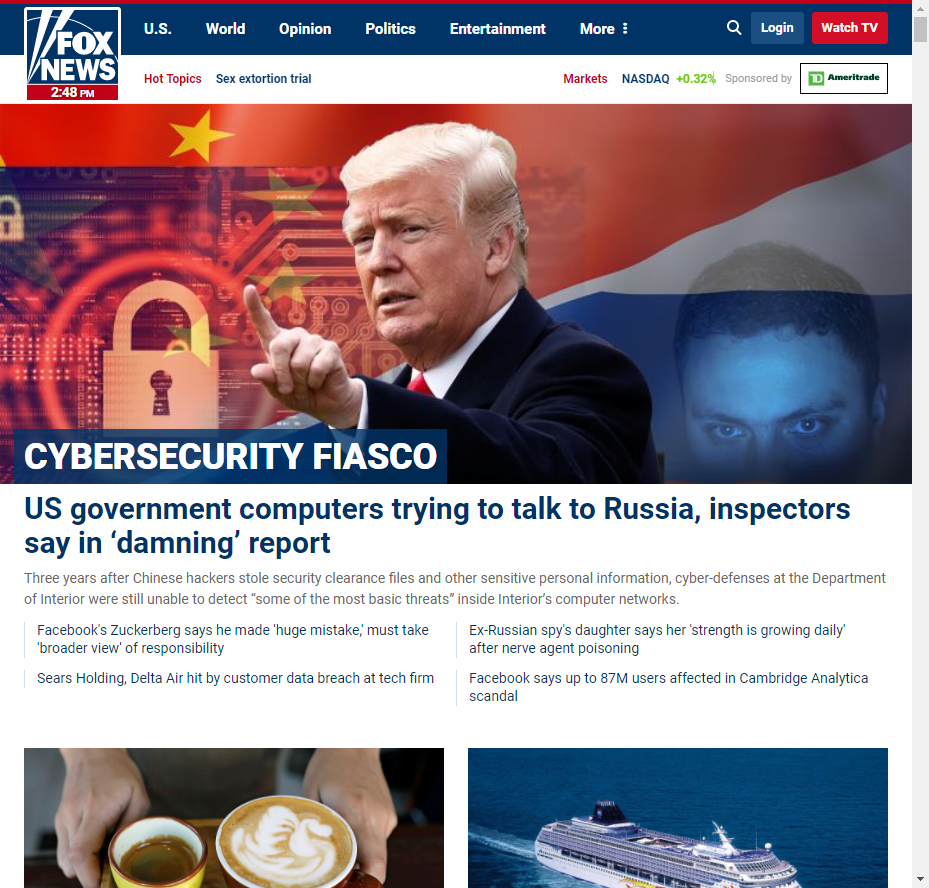 U.S. World Opinion Politics Entertainment More Login Watch TV
FOX
NEWS
2:48 PM
Hot Topics Sex extortion trial Markets NASDAQ +0.32% Sponsored by TD Ameritrade
CYBERSECURITY FIASCO
US government computers trying to talk to Russia, inspectors
say in ‘damning’ report
Three years after Chinese hackers stole security clearance files and other sensitive personal information, cyber-defenses at the Department
of Interior were still unable to detect “some of the most basic threats” inside Interior’s computer networks.
Facebook's Zuckerberg says he made 'huge mistake,' must take
'broader view' of responsibility
Ex-Russian spy's daughter says her 'strength is growing daily'
after nerve agent poisoning
Sears Holding, Delta Air hit by customer data breach at tech firm
Facebook says up to 87M users affected in Cambridge Analytica
scandal